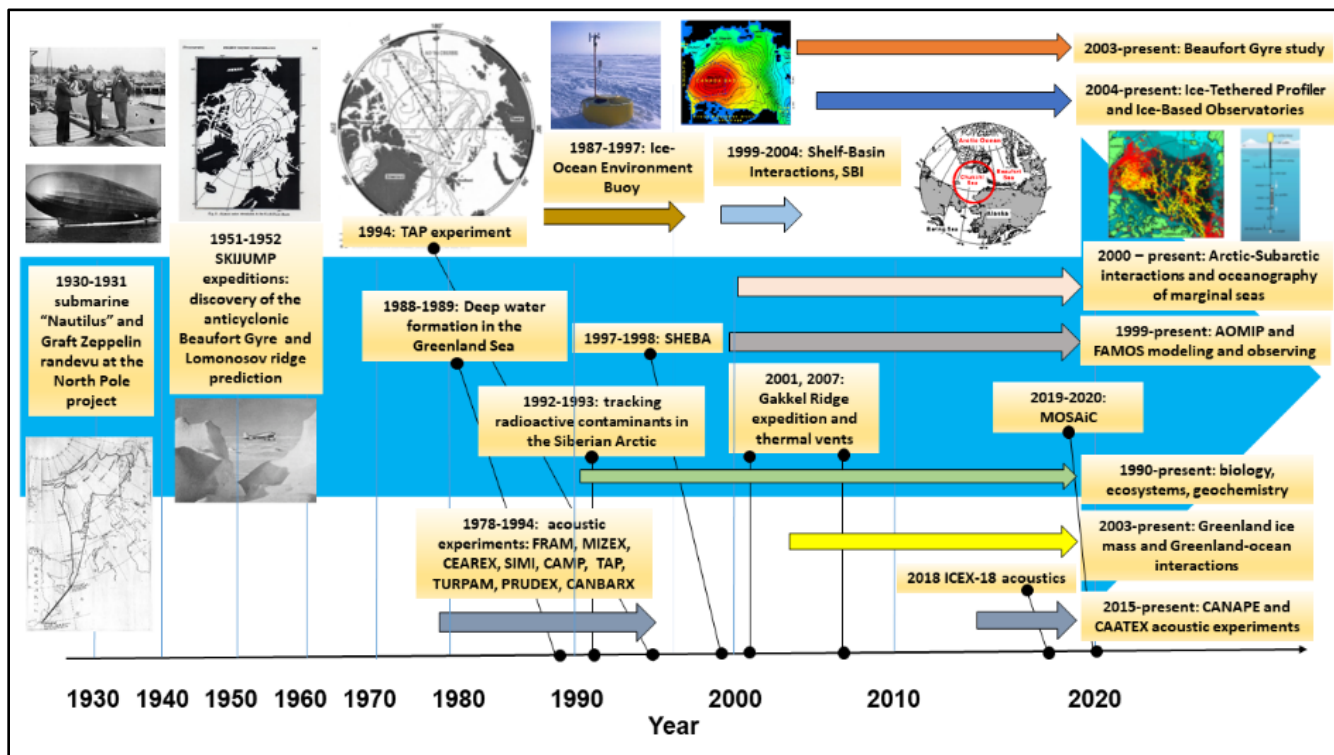 2003-present: Beaufort Gyre study
2004-present: Ice-Tethered Profiler
and Ice-Based Observatories
1987-1997: Ice-
Ocean Environment
Buoy
1999-2004: Shelf-Basin
Interactions, SBI
Arctic Ocean
Chukchi
Sea
Beaufort
Sea
Alaska
Bering Sea
1994: TAP experiment
1930-1931
submarine
“Nautilus” and
Graft Zeppelin
randevu at the
North Pole
project
1951-1952
SKIJUMP
expeditions:
discovery of the
anticyclonic
Beaufort Gyre and
Lomonosov ridge
prediction
1988-1989: Deep water
formation in the
Greenland Sea
2000 – present: Arctic-Subarctic
interactions and oceanography
of marginal seas
1997-1998: SHEBA
1999-present: AOMIP and
FAMOS modeling and observing
1992-1993: tracking
radioactive contaminants in
the Siberian Arctic
2001, 2007:
Gakkel Ridge
expedition and
thermal vents
2019-2020:
MOSAiC
1990-present: biology,
ecosystems, geochemistry
1978-1994: acoustic
experiments: FRAM, MIZEX,
CEAREX, SIMI, CAMP, TAP,
TURPAM, PRUDEX, CANBARX
2003-present: Greenland ice
mass and Greenland-ocean
interactions
2018 ICEX-18 acoustics
2015-present: CANAPE and
CAATEX acoustic experiments
1930 1940 1950 1960 1970 1980 1990 2000 2010 2020
Year